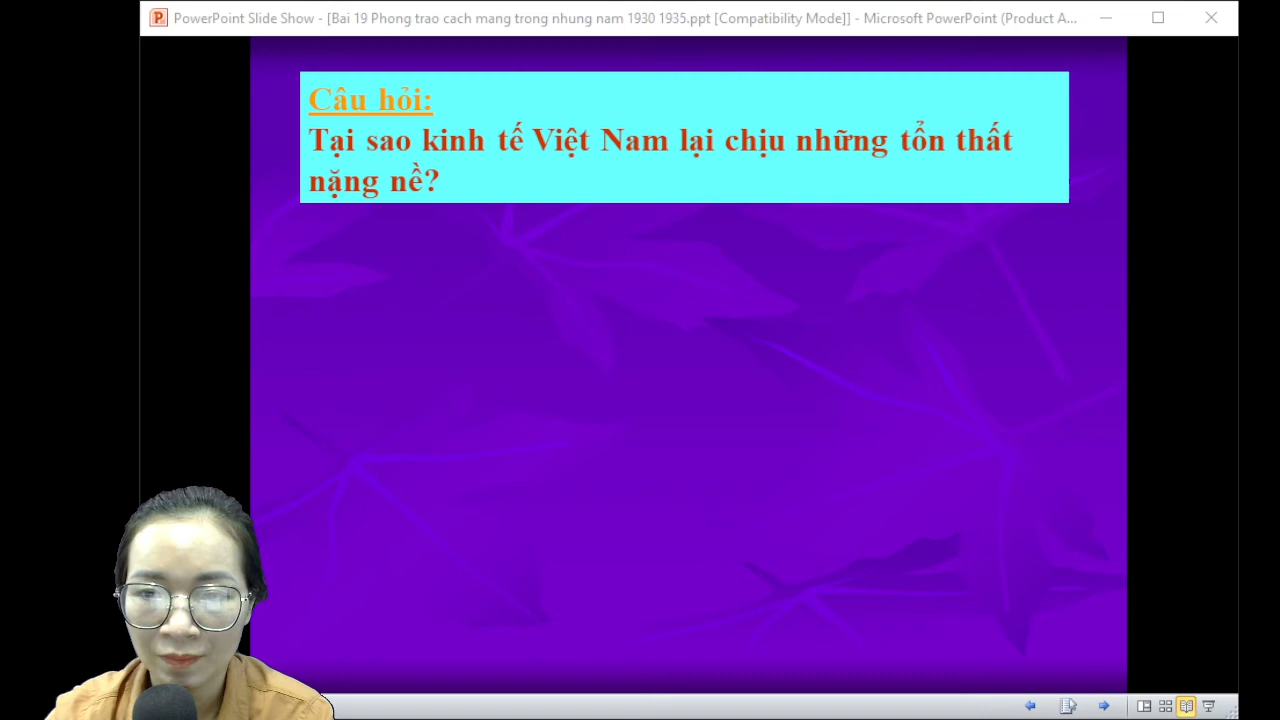 PowerPoint Slide Show - [Bai 19 Phong trao cach mang trong nhung nam 1930 1935.ppt [Compatibility Mode]] - Microsoft PowerPoint (Product A...
Câu hỏi:
Tại sao kinh tế Việt Nam lại chịu những tổn thất
nặng nề?